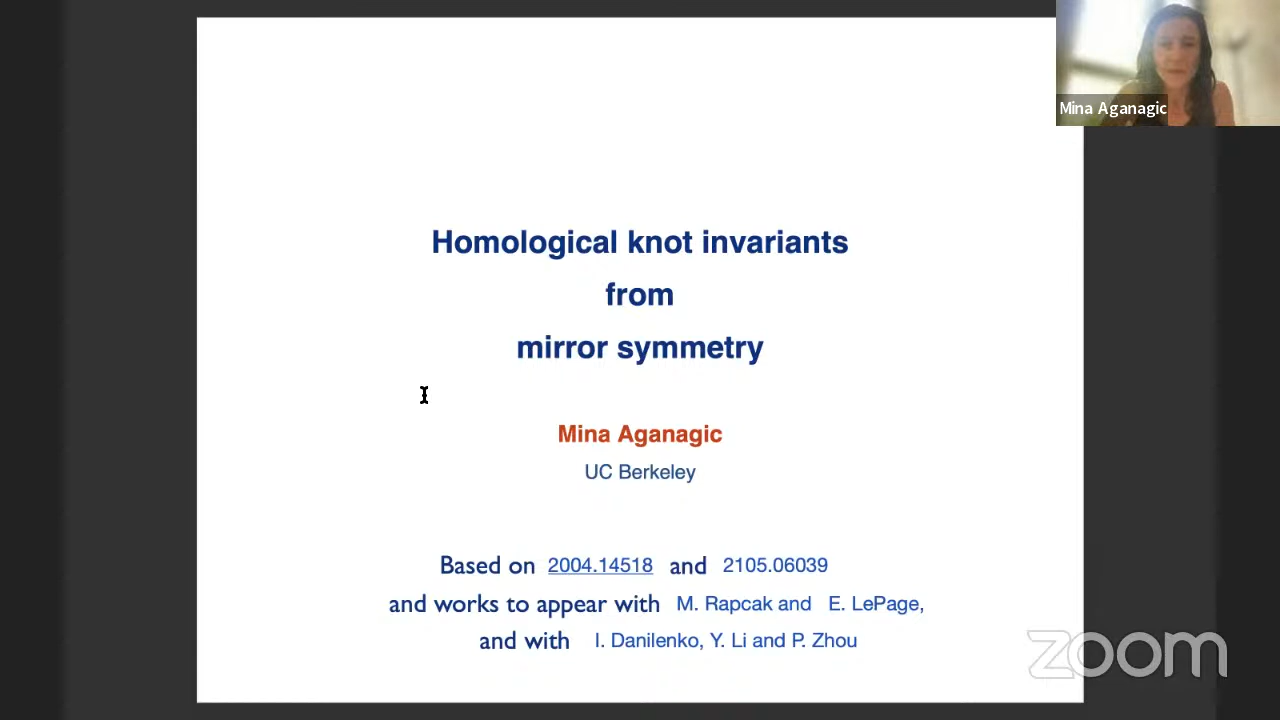 Mina Aganagic
Homological knot invariants
from
mirror symmetry
Mina Aganagic
UC Berkeley
Based on 2004.14518 and 2105.06039
and works to appear with M. Rapcak and E. LePage,
and with I. Danilenko, Y. Li and P. Zhou
zoom